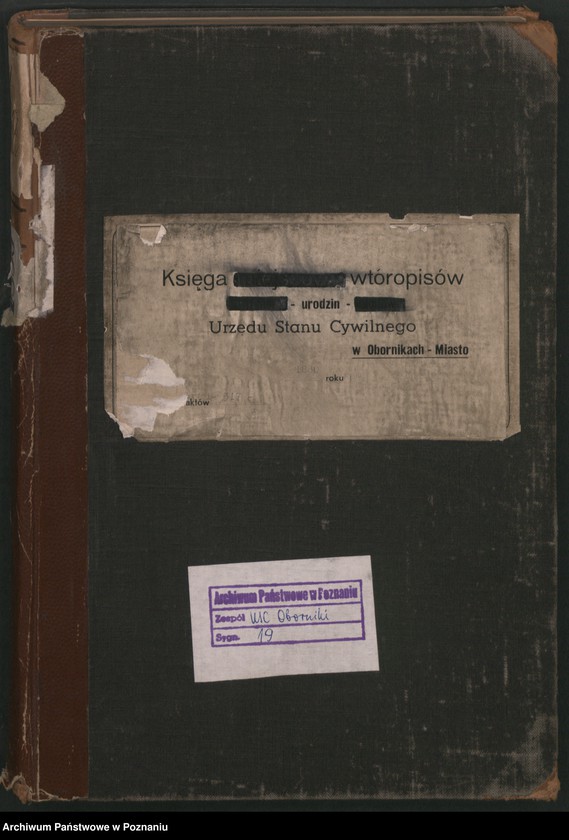 Księga wtóropisów
- urodzin -
Urzędu Stanu Cywilnego
w Obornikach - Miasto
roku
aktów
Archiwum Państwowe w Poznaniu
Zespół USC Oborniki
Sygn. 19
Archiwum Państwowe w Poznaniu